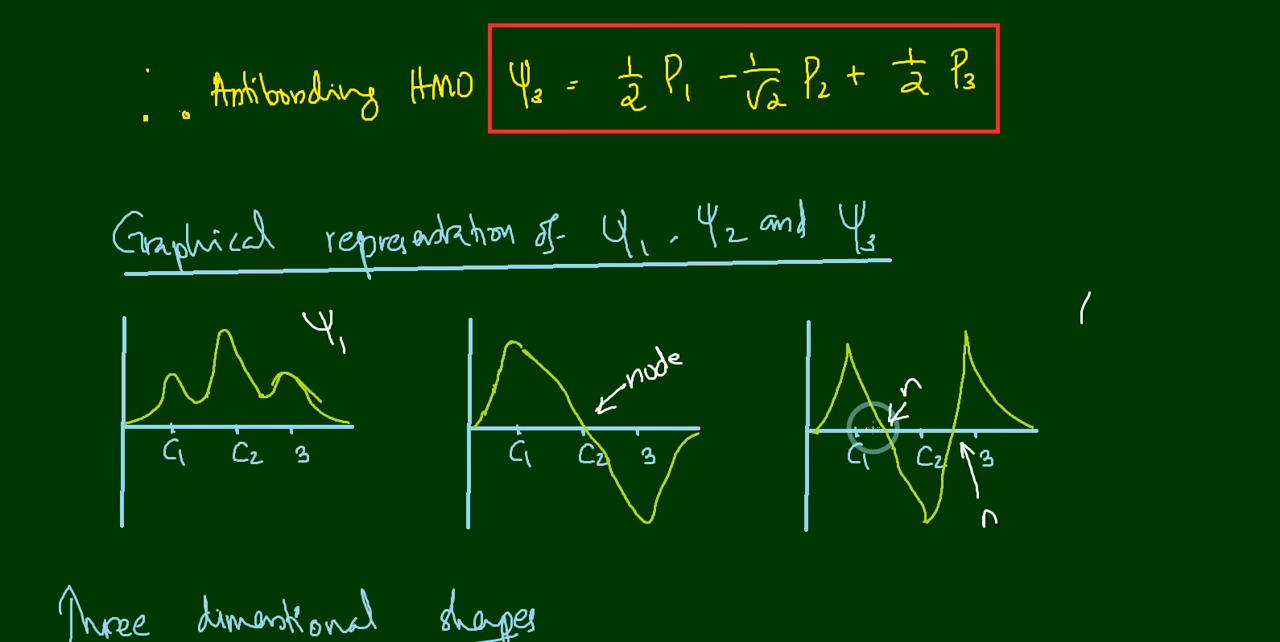 ∴ Antibonding HMO ψ₃ = 1/2 P₁ - 1/√2 P₂ + 1/2 P₃
Graphical representation of ψ₁, ψ₂ and ψ₃
ψ₁
node
n
C₁ C₂ 3
C₁ C₂ 3
C₁ C₂ 3
n
Three dimenstional shapes